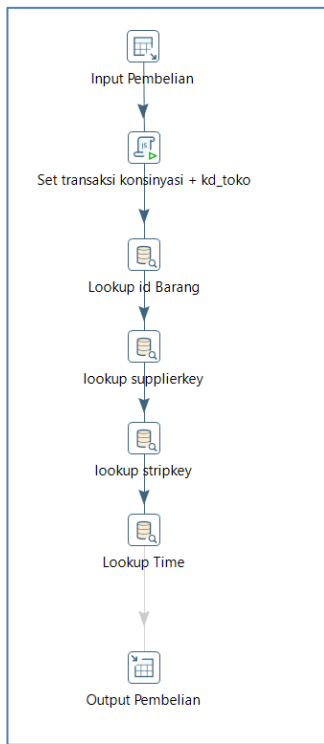 Input Pembelian
Set transaksi konsinyasi + kd_toko
Lookup id Barang
lookup supplierkey
lookup stripkey
Lookup Time
Output Pembelian